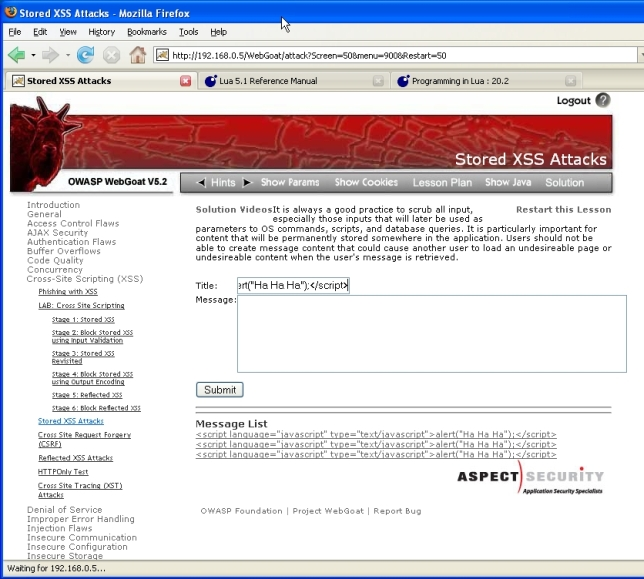 Stored XSS Attacks - Mozilla Firefox
File Edit View History Bookmarks Tools Help
http://192.168.0.5/WebGoat/attack?Screen=50&menu=900&Restart=50
Stored XSS Attacks Lua 5.1 Reference Manual Programming in Lua : 20.2
Logout ?
Stored XSS Attacks
OWASP WebGoat V5.2 Hints Show Params Show Cookies Lesson Plan Show Java Solution
Introduction
General
Access Control Flaws
AJAX Security
Authentication Flaws
Buffer Overflows
Code Quality
Concurrency
Cross-Site Scripting (XSS)
Phishing with XSS
LAB: Cross Site Scripting
Stage 1: Stored XSS
Stage 2: Block Stored XSS
using Input Validation
Stage 3: Stored XSS
Revisited
Stage 4: Block Stored XSS
using Output Encoding
Stage 5: Reflected XSS
Stage 6: Block Reflected XSS
Stored XSS Attacks
Cross Site Request Forgery
(CSRF)
Reflected XSS Attacks
HTTPOnly Test
Cross Site Tracing (XST)
Attacks
Denial of Service
Improper Error Handling
Injection Flaws
Insecure Communication
Insecure Configuration
Insecure Storage
Solution Videos Restart this Lesson
It is always a good practice to scrub all input,
especially those inputs that will later be used as
parameters to OS commands, scripts, and database queries. It is particularly important for
content that will be permanently stored somewhere in the application. Users should not be
able to create message content that could cause another user to load an undesireable page or
undesireable content when the user's message is retrieved.
Title: ert("Ha Ha Ha");</script>
Message:
Submit
Message List
<script language="javascript" type="text/javascript">alert("Ha Ha Ha");</script>
<script language="javascript" type="text/javascript">alert("Ha Ha Ha");</script>
<script language="javascript" type="text/javascript">alert("Ha Ha Ha");</script>
ASPECT SECURITY
Application Security Specialists
OWASP Foundation | Project WebGoat | Report Bug
Waiting for 192.168.0.5...